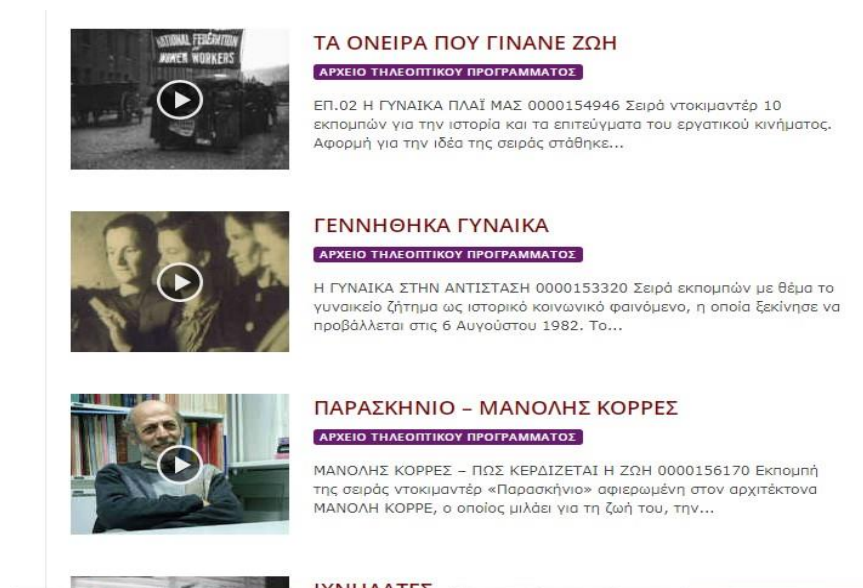 NATIONAL FEDERATION
WOMEN WORKERS
ΤΑ ΟΝΕΙΡΑ ΠΟΥ ΓΙΝΑΝΕ ΖΩΗ
ΑΡΧΕΙΟ ΤΗΛΕΟΠΤΙΚΟΥ ΠΡΟΓΡΑΜΜΑΤΟΣ
ΕΠ.02 Η ΓΥΝΑΙΚΑ ΠΛΑΪ ΜΑΣ 0000154946 Σειρά ντοκιμαντέρ 10
εκπομπών για την ιστορία και τα επιτεύγματα του εργατικού κινήματος.
Αφορμή για την ιδέα της σειράς στάθηκε...
ΓΕΝΝΗΘΗΚΑ ΓΥΝΑΙΚΑ
ΑΡΧΕΙΟ ΤΗΛΕΟΠΤΙΚΟΥ ΠΡΟΓΡΑΜΜΑΤΟΣ
Η ΓΥΝΑΙΚΑ ΣΤΗΝ ΑΝΤΙΣΤΑΣΗ 0000153320 Σειρά εκπομπών με θέμα το
γυναικείο ζήτημα ως ιστορικό κοινωνικό φαινόμενο, η οποία ξεκίνησε να
προβάλλεται στις 6 Αυγούστου 1982. Το...
ΠΑΡΑΣΚΗΝΙΟ – ΜΑΝΟΛΗΣ ΚΟΡΡΕΣ
ΑΡΧΕΙΟ ΤΗΛΕΟΠΤΙΚΟΥ ΠΡΟΓΡΑΜΜΑΤΟΣ
ΜΑΝΟΛΗΣ ΚΟΡΡΕΣ – ΠΩΣ ΚΕΡΔΙΖΕΤΑΙ Η ΖΩΗ 0000156170 Εκπομπή
της σειράς ντοκιμαντέρ «Παρασκήνιο» αφιερωμένη στον αρχιτέκτονα
ΜΑΝΟΛΗ ΚΟΡΡΕ, ο οποίος μιλάει για τη ζωή του, την...